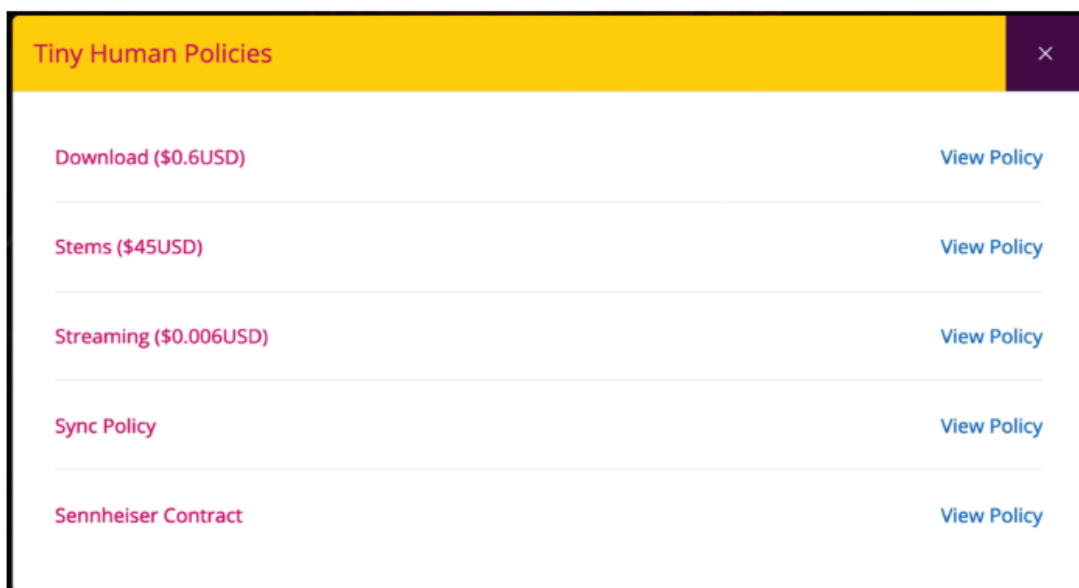 Tiny Human Policies ×
Download ($0.6USD) View Policy
Stems ($45USD) View Policy
Streaming ($0.006USD) View Policy
Sync Policy View Policy
Sennheiser Contract View Policy